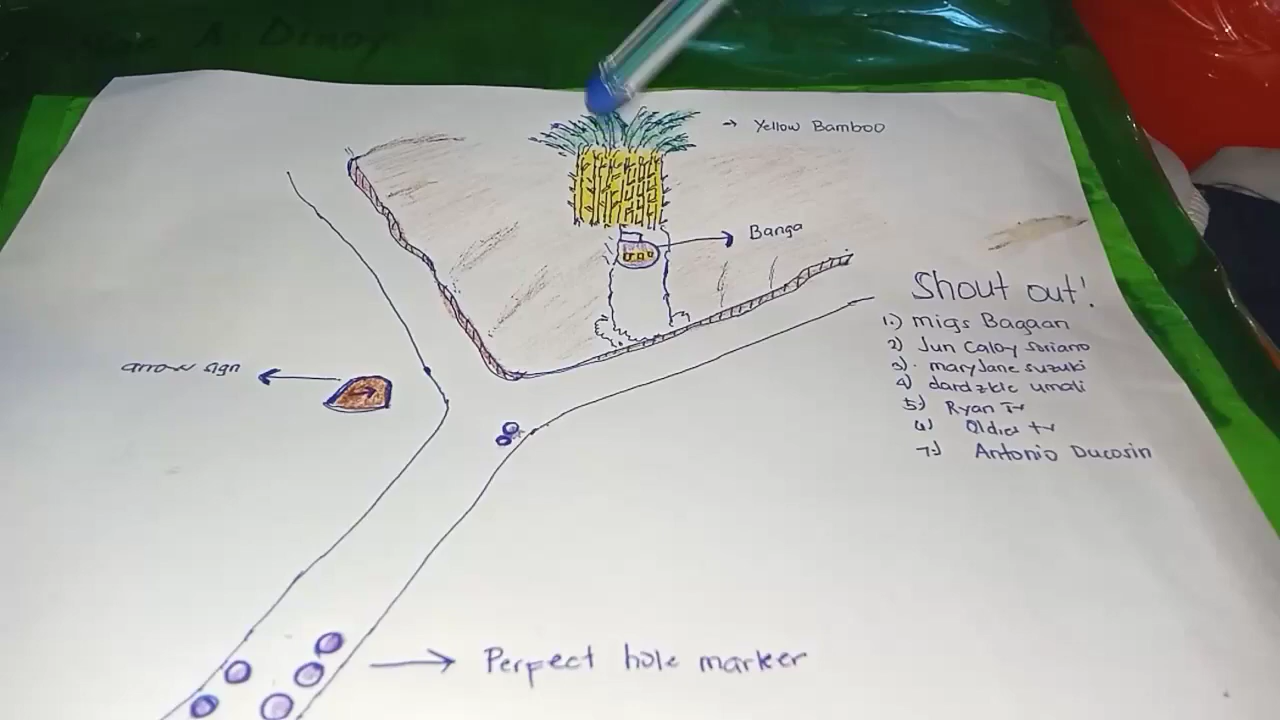 Yellow Bamboo
Banga
arrow sign
Perpect hole marker
Shout out!
1.) migs Bagaan
2) Jun Caloy Soriano
3). maryJane suzuki
4) dardzkie umali
5.) Ryan Tv
6) Oldies tv
7.) Antonio Ducosin